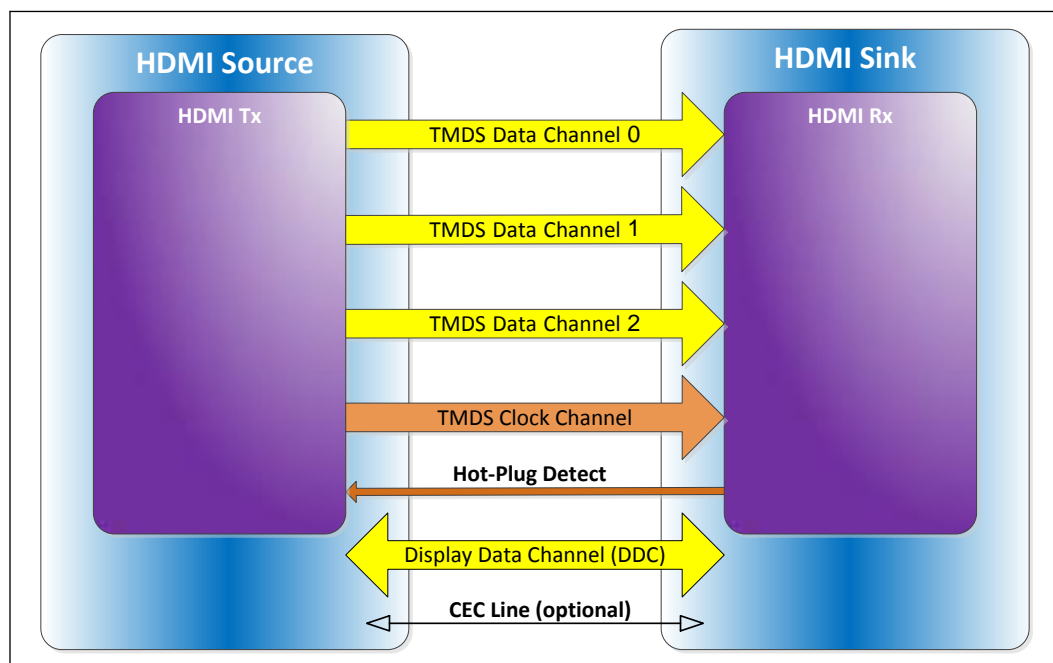 HDMI Source
HDMI Sink
HDMI Tx
HDMI Rx
TMDS Data Channel 0
TMDS Data Channel 1
TMDS Data Channel 2
TMDS Clock Channel
Hot-Plug Detect
Display Data Channel (DDC)
CEC Line (optional)